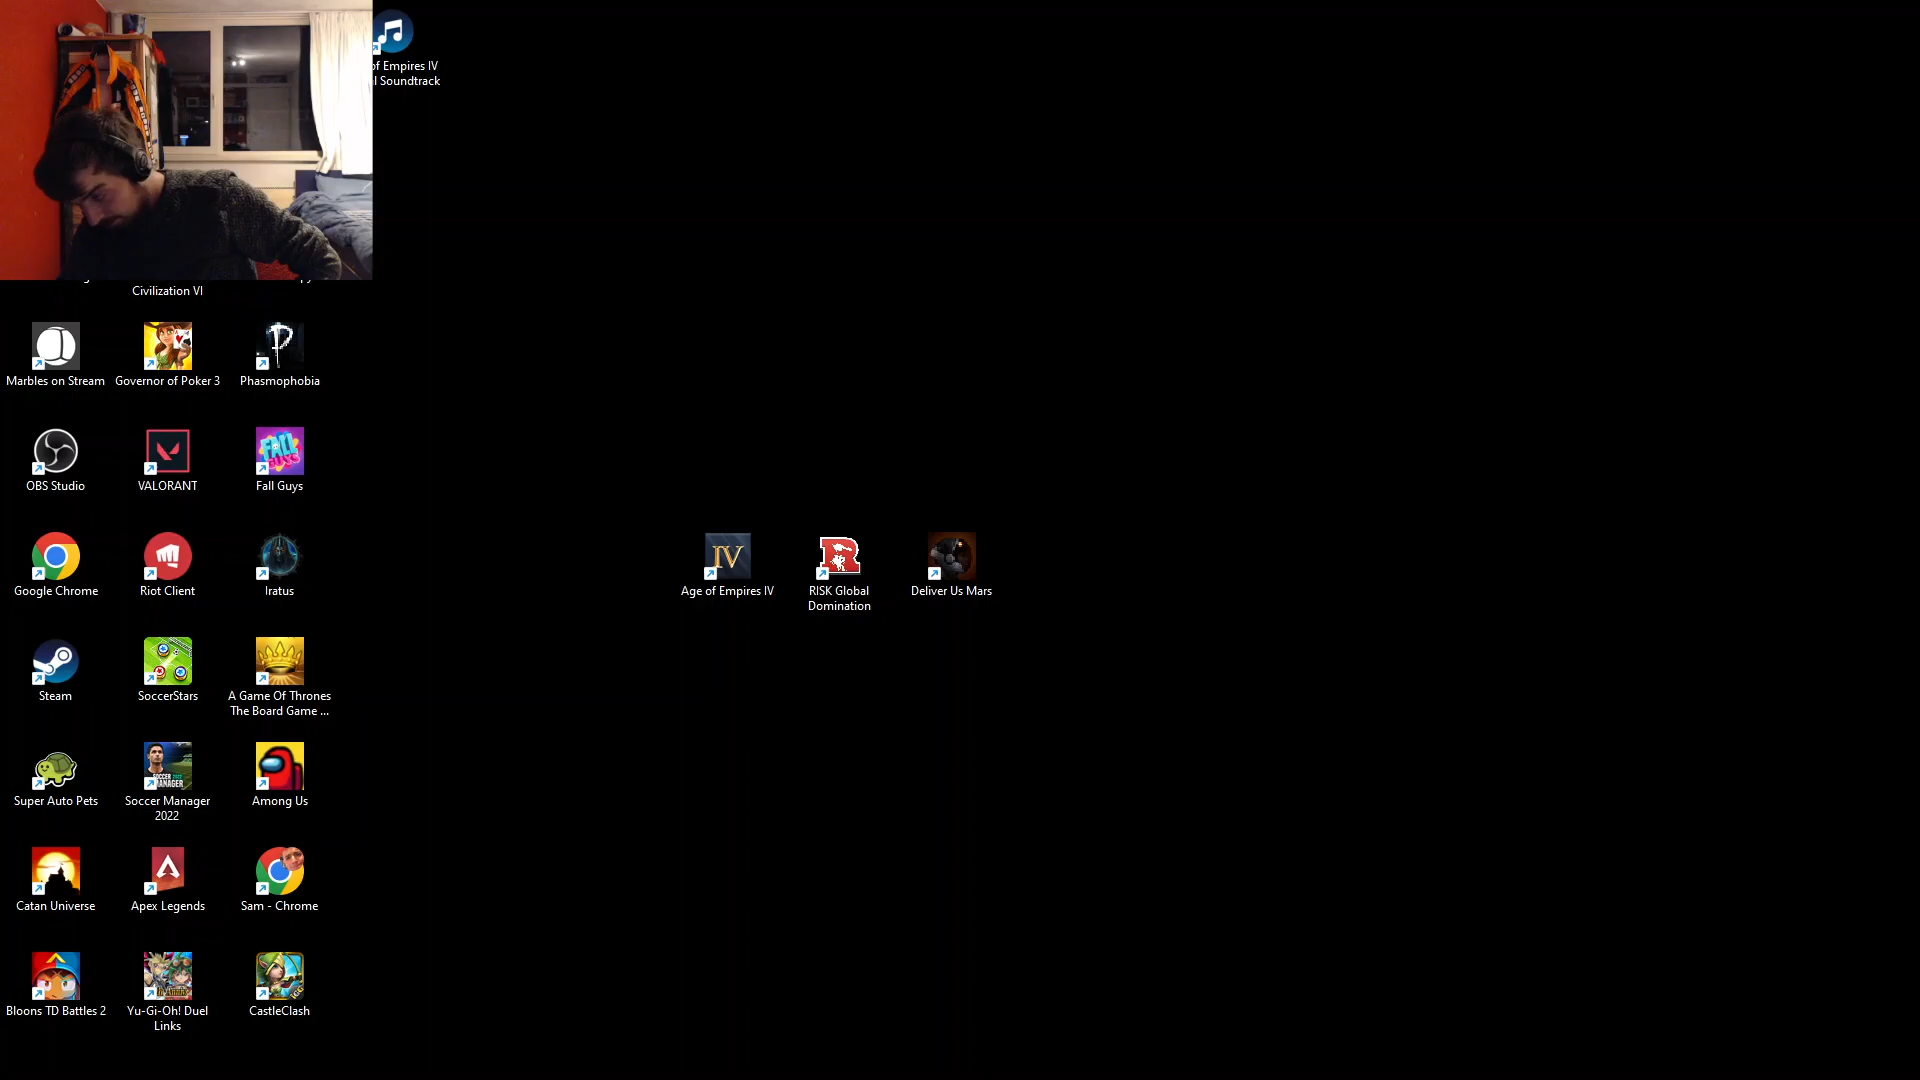 of Empires IV
l Soundtrack
Civilization VI
Marbles on Stream
Governor of Poker 3
Phasmophobia
OBS Studio
VALORANT
Fall Guys
Google Chrome
Riot Client
Iratus
Age of Empires IV
RISK Global
Domination
Deliver Us Mars
Steam
SoccerStars
A Game Of Thrones
The Board Game ...
Super Auto Pets
Soccer Manager
2022
Among Us
Catan Universe
Apex Legends
Sam - Chrome
Bloons TD Battles 2
Yu-Gi-Oh! Duel
Links
CastleClash